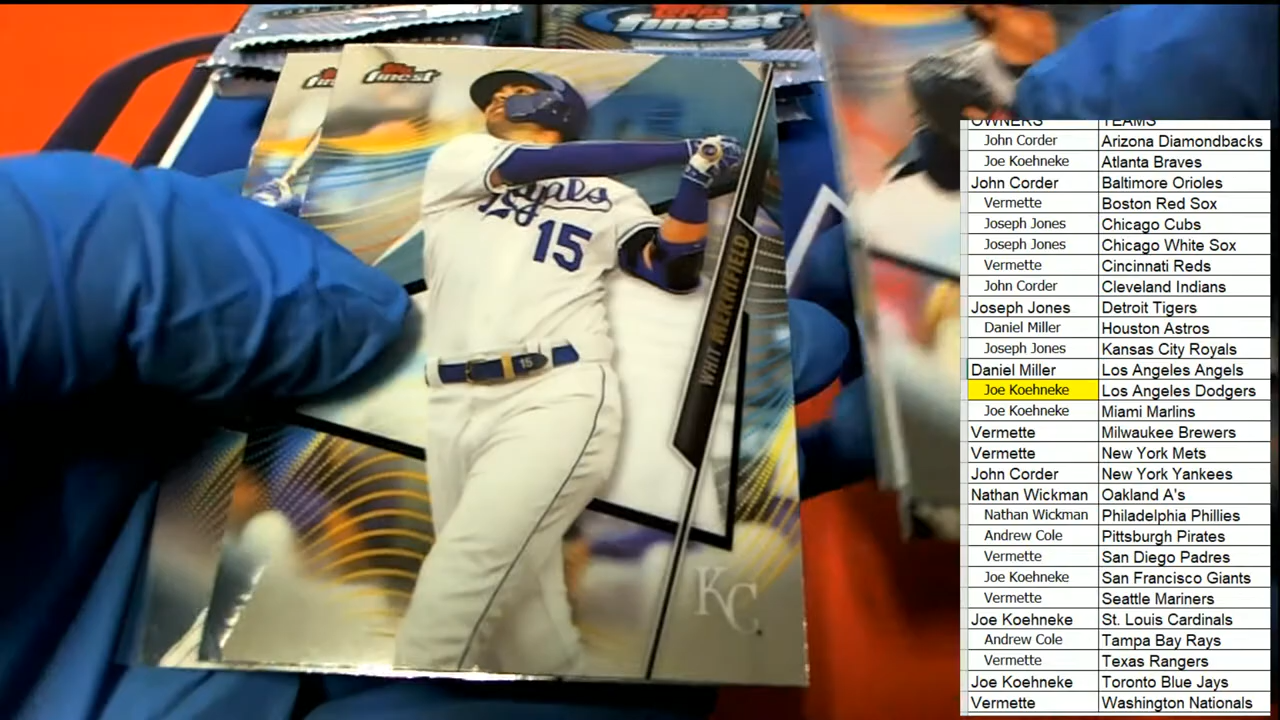 Topps
finest
finest
Topps
finest
Royals
15
15
WHIT MERRIFIELD
KC
OWNERS TEAMS
John Corder Arizona Diamondbacks
Joe Koehneke Atlanta Braves
John Corder Baltimore Orioles
Vermette Boston Red Sox
Joseph Jones Chicago Cubs
Joseph Jones Chicago White Sox
Vermette Cincinnati Reds
John Corder Cleveland Indians
Joseph Jones Detroit Tigers
Daniel Miller Houston Astros
Joseph Jones Kansas City Royals
Daniel Miller Los Angeles Angels
Joe Koehneke Los Angeles Dodgers
Joe Koehneke Miami Marlins
Vermette Milwaukee Brewers
Vermette New York Mets
John Corder New York Yankees
Nathan Wickman Oakland A's
Nathan Wickman Philadelphia Phillies
Andrew Cole Pittsburgh Pirates
Vermette San Diego Padres
Joe Koehneke San Francisco Giants
Vermette Seattle Mariners
Joe Koehneke St. Louis Cardinals
Andrew Cole Tampa Bay Rays
Vermette Texas Rangers
Joe Koehneke Toronto Blue Jays
Vermette Washington Nationals